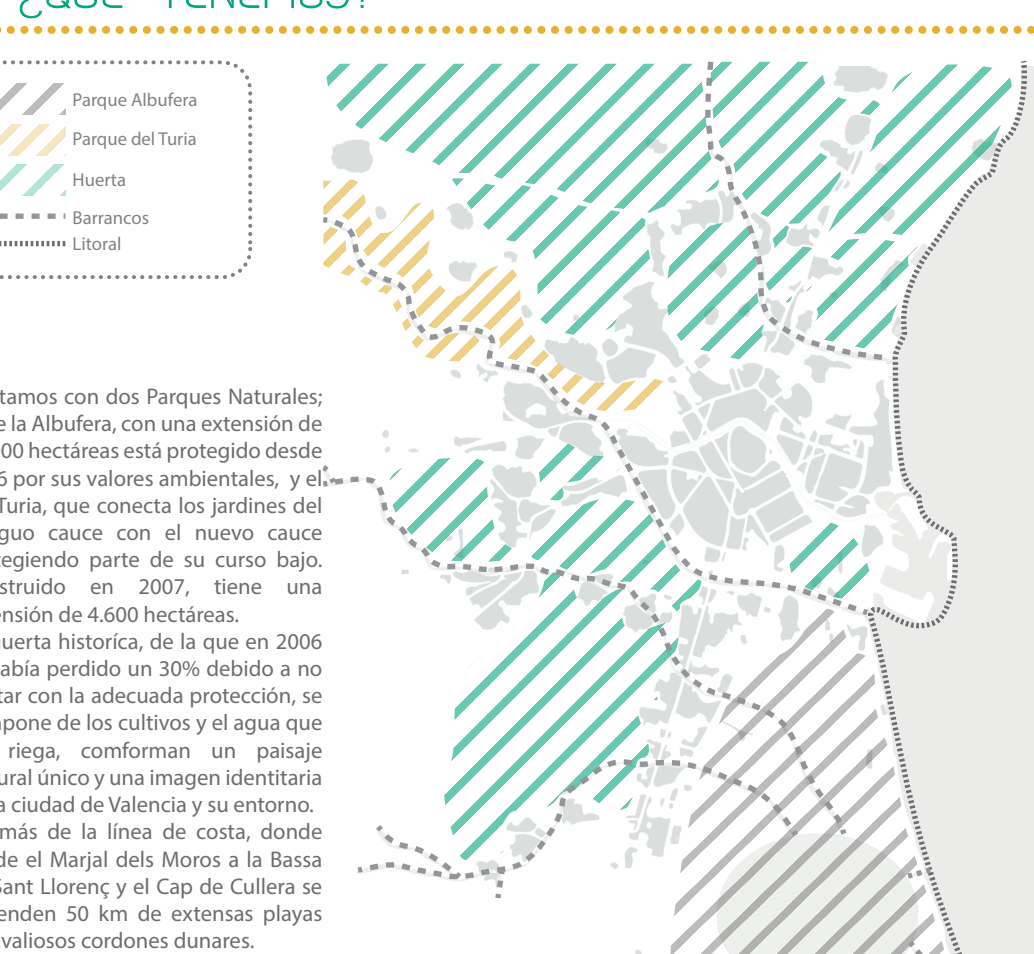 ¿QUÉ TENEMOS?
Parque Albufera
Parque del Turia
Huerta
Barrancos
Litoral
tamos con dos Parques Naturales;
e la Albufera, con una extensión de
00 hectáreas está protegido desde
6 por sus valores ambientales, y el
Turia, que conecta los jardines del
guo cauce con el nuevo cauce
tegiendo parte de su curso bajo.
struido en 2007, tiene una
ensión de 4.600 hectáreas.
huerta historíca, de la que en 2006
abía perdido un 30% debido a no
tar con la adecuada protección, se
npone de los cultivos y el agua que
riega, comforman un paisaje
ural único y una imagen identitaria
a ciudad de Valencia y su entorno.
más de la línea de costa, donde
de el Marjal dels Moros a la Bassa
Sant Llorenç y el Cap de Cullera se
enden 50 km de extensas playas
valiosos cordones dunares.